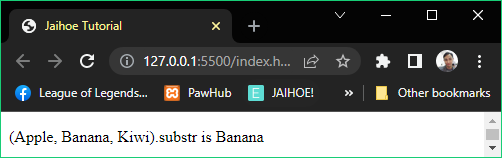 Jaihoe Tutorial
127.0.0.1:5500/index.h...
League of Legends... PawHub JAIHOE! » Other bookmarks
(Apple, Banana, Kiwi).substr is Banana